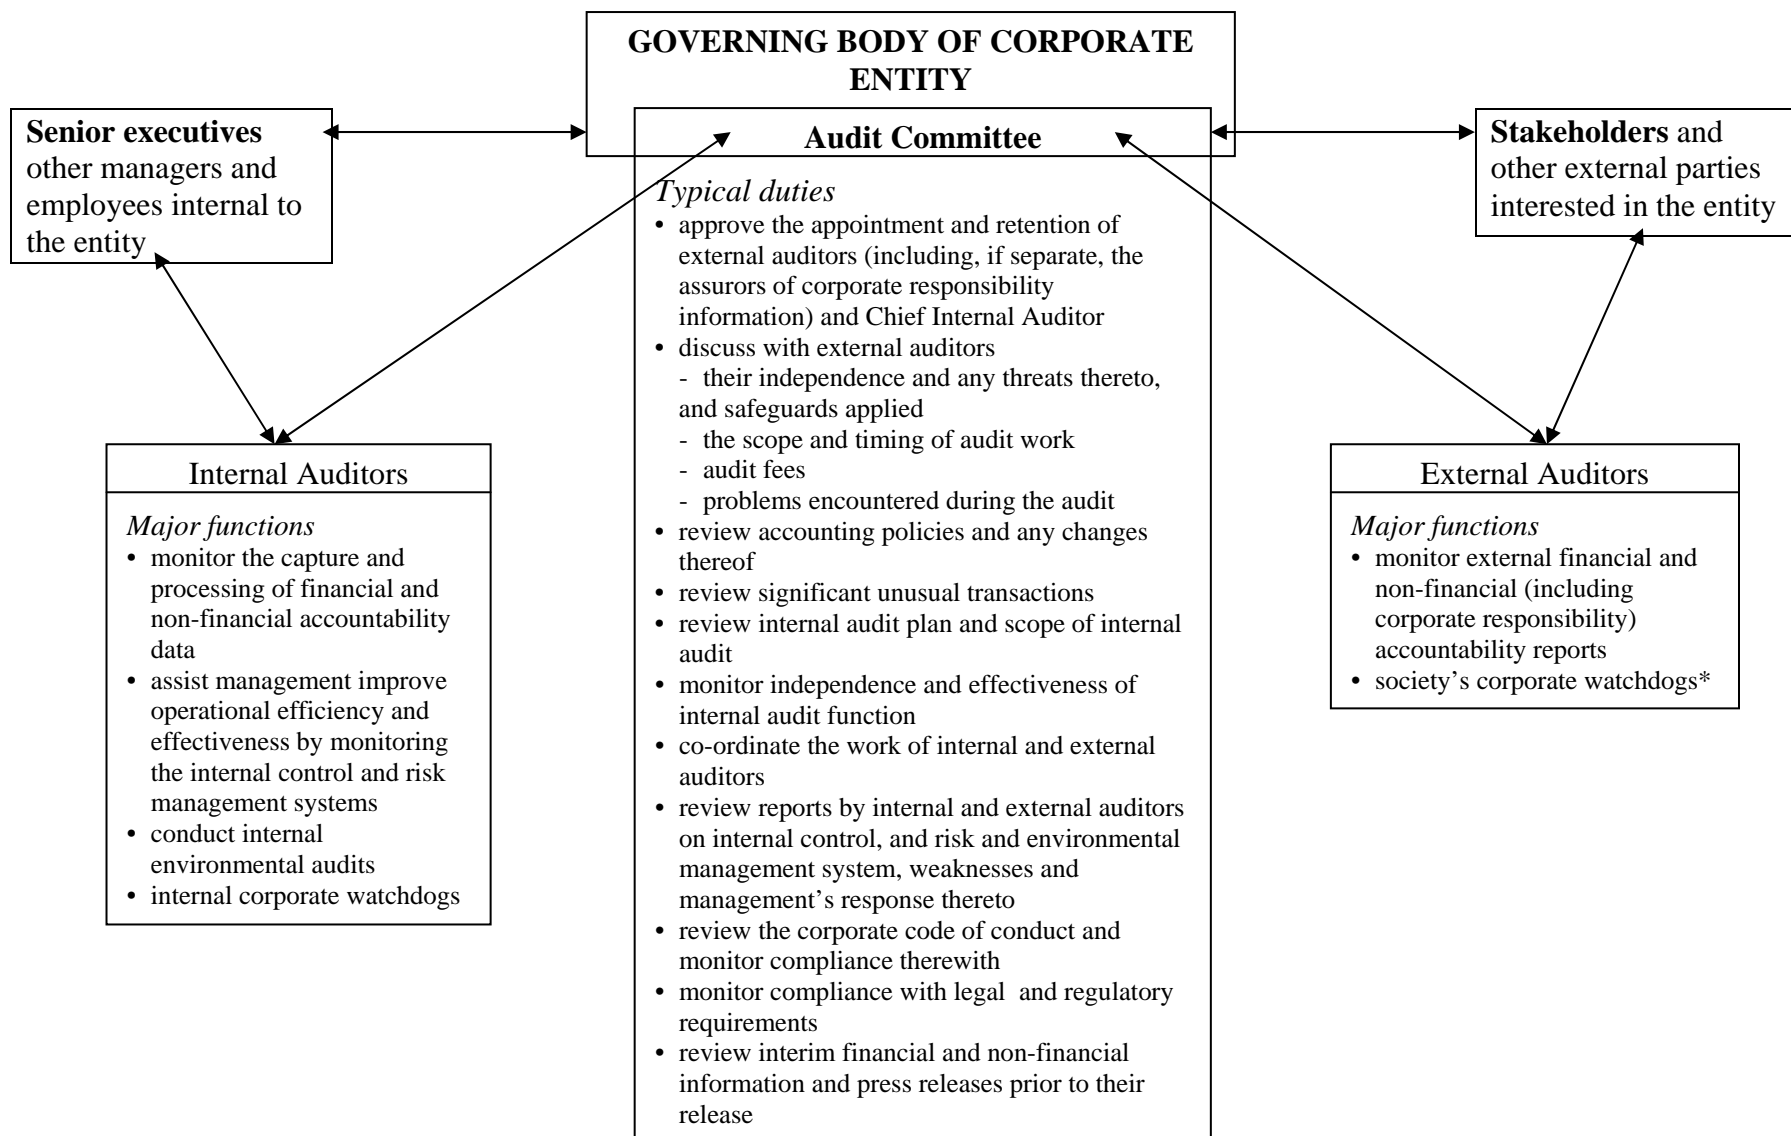 GOVERNING BODY OF CORPORATE
ENTITY
Senior executives
other managers and
employees internal to
the entity
Audit Committee
Stakeholders and
other external parties
interested in the entity
Typical duties
• approve the appointment and retention of
external auditors (including, if separate, the
assurors of corporate responsibility
information) and Chief Internal Auditor
• discuss with external auditors
- their independence and any threats thereto,
and safeguards applied
- the scope and timing of audit work
- audit fees
- problems encountered during the audit
• review accounting policies and any changes
thereof
• review significant unusual transactions
• review internal audit plan and scope of internal
audit
• monitor independence and effectiveness of
internal audit function
• co-ordinate the work of internal and external
auditors
• review reports by internal and external auditors
on internal control, and risk and environmental
management system, weaknesses and
management’s response thereto
• review the corporate code of conduct and
monitor compliance therewith
• monitor compliance with legal and regulatory
requirements
• review interim financial and non-financial
information and press releases prior to their
release
Internal Auditors
Major functions
• monitor the capture and
processing of financial and
non-financial accountability
data
• assist management improve
operational efficiency and
effectiveness by monitoring
the internal control and risk
management systems
• conduct internal
environmental audits
• internal corporate watchdogs
External Auditors
Major functions
• monitor external financial and
non-financial (including
corporate responsibility)
accountability reports
• society’s corporate watchdogs*